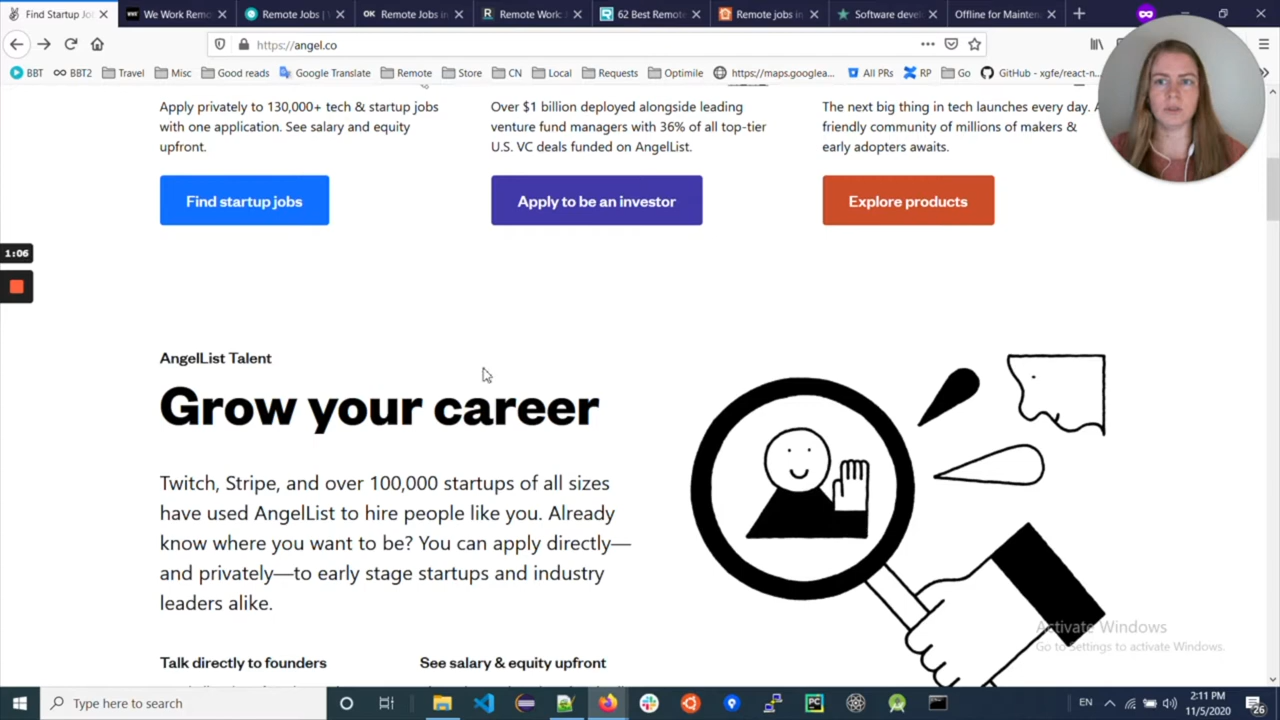 Find Startup Jo
We Work Remo
Remote Jobs |
OK Remote Jobs in
R Remote Work:
62 Best Remote
Remote jobs in
Software devel
Offline for Mainten
https://angel.co
BBT
BBT2
Travel
Misc
Good reads
Google Translate
Remote
Store
CN
Local
Requests
Optimile
https://maps.googlea...
All PRs
RP
Go
GitHub - xgfe/react-n...
Apply privately to 130,000+ tech & startup jobs
with one application. See salary and equity
upfront.
Find startup jobs
Over $1 billion deployed alongside leading
venture fund managers with 36% of all top-tier
U.S. VC deals funded on AngelList.
Apply to be an investor
The next big thing in tech launches every day. A
friendly community of millions of makers &
early adopters awaits.
Explore products
1:06
AngelList Talent
Grow your career
Twitch, Stripe, and over 100,000 startups of all sizes
have used AngelList to hire people like you. Already
know where you want to be? You can apply directly—
and privately—to early stage startups and industry
leaders alike.
Talk directly to founders
See salary & equity upfront
Activate Windows
Go to Settings to activate Windows.
Type here to search
PC
EN
2:11 PM
11/5/2020
26